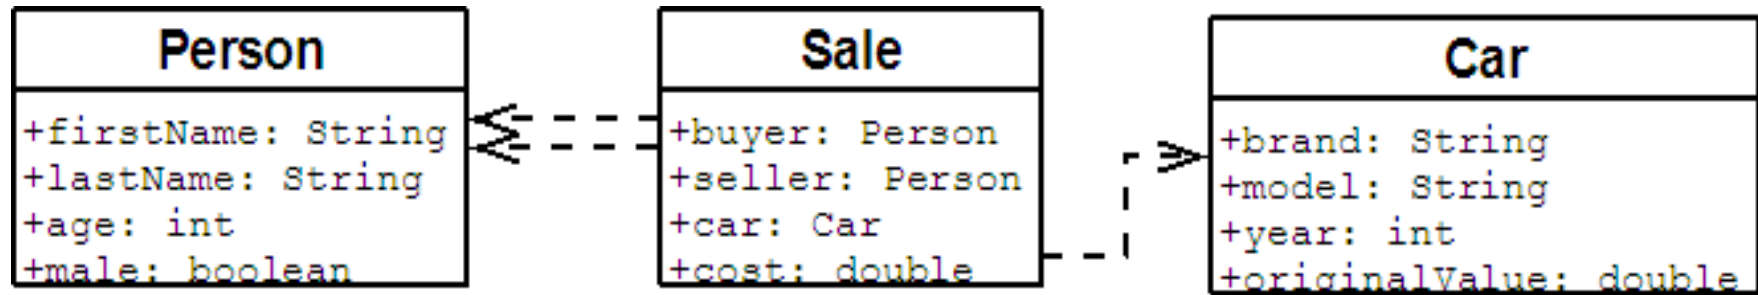 Person
+firstName: String
+lastName: String
+age: int
+male: boolean
Sale
+buyer: Person
+seller: Person
+car: Car
+cost: double
Car
+brand: String
+model: String
+year: int
+originalValue: double